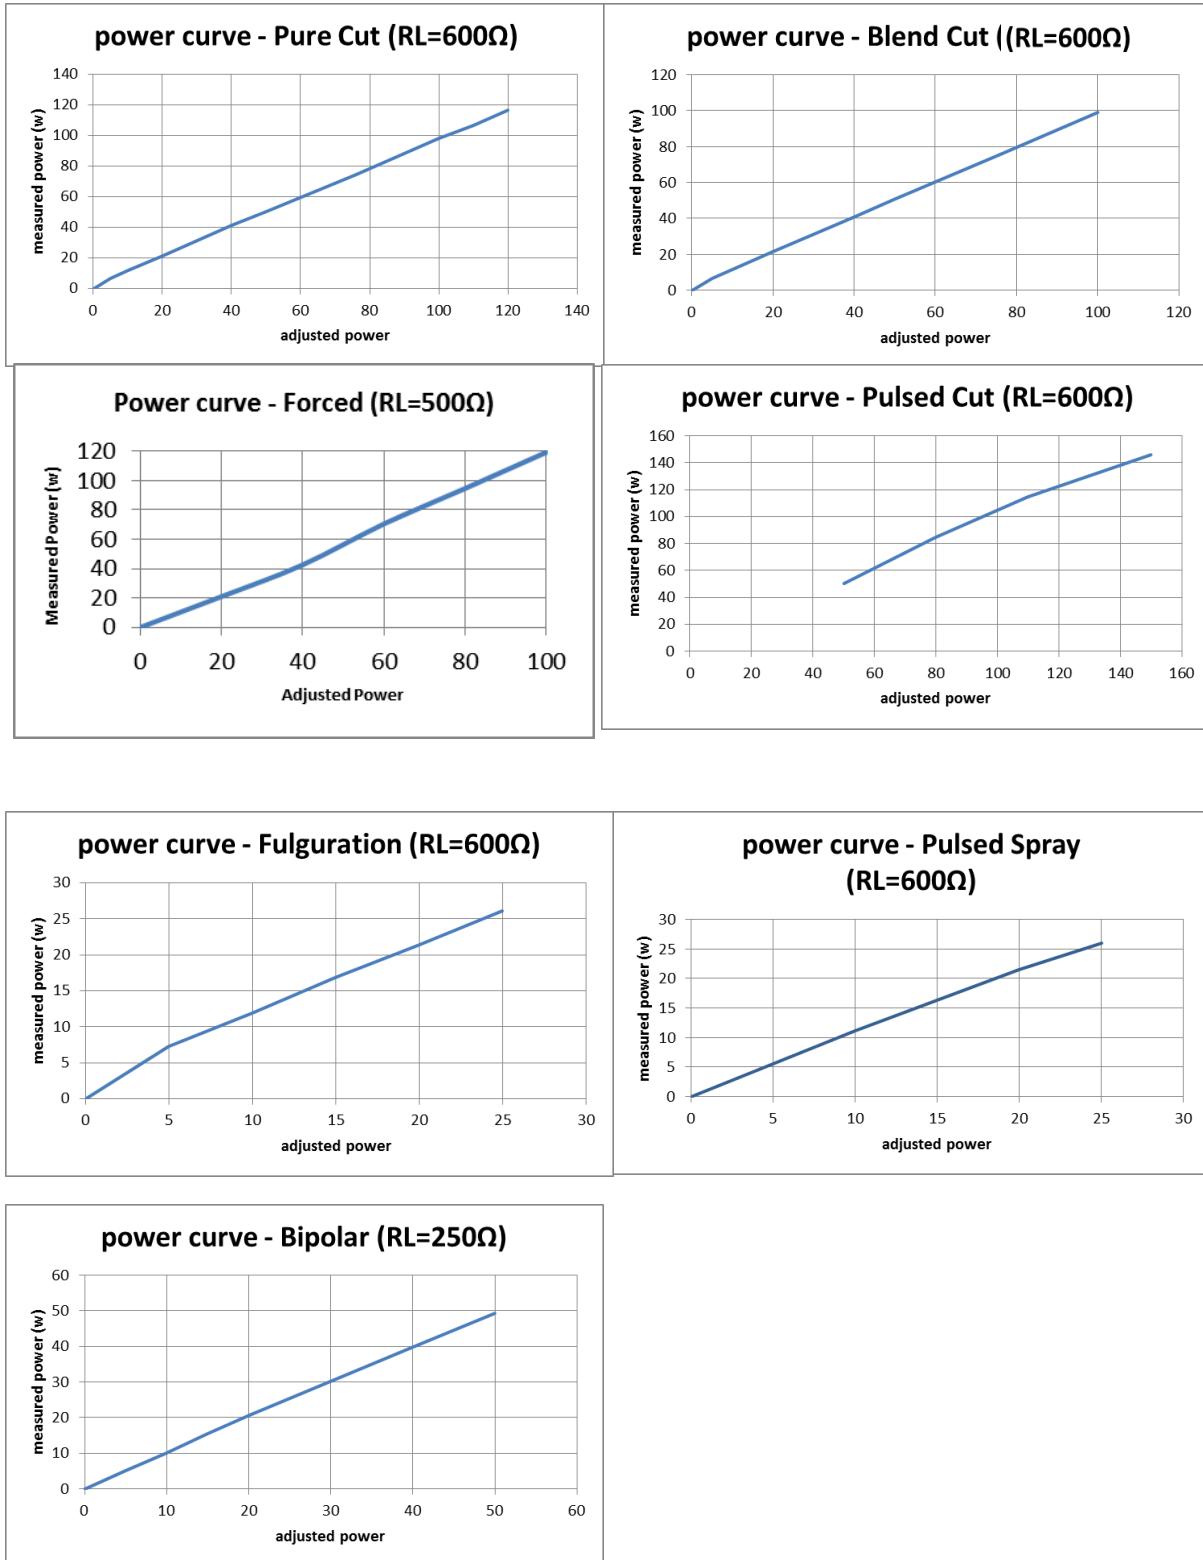 power curve - Pure Cut (RL=600Ω)
140
120
100
80
60
40
20
0
measured power (w)
0 20 40 60 80 100 120 140
adjusted power
power curve - Blend Cut ((RL=600Ω)
120
100
80
60
40
20
0
measured power (w)
0 20 40 60 80 100 120
adjusted power
Power curve - Forced (RL=500Ω)
120
100
80
60
40
20
0
Measured Power (w)
0 20 40 60 80 100
Adjusted Power
power curve - Pulsed Cut (RL=600Ω)
160
140
120
100
80
60
40
20
0
measured power (w)
0 20 40 60 80 100 120 140 160
adjusted power
power curve - Fulguration (RL=600Ω)
30
25
20
15
10
5
0
measured power (w)
0 5 10 15 20 25 30
adjusted power
power curve - Pulsed Spray
(RL=600Ω)
30
25
20
15
10
5
0
measured power (w)
0 5 10 15 20 25 30
adjusted power
power curve - Bipolar (RL=250Ω)
60
50
40
30
20
10
0
measured power (w)
0 10 20 30 40 50 60
adjusted power